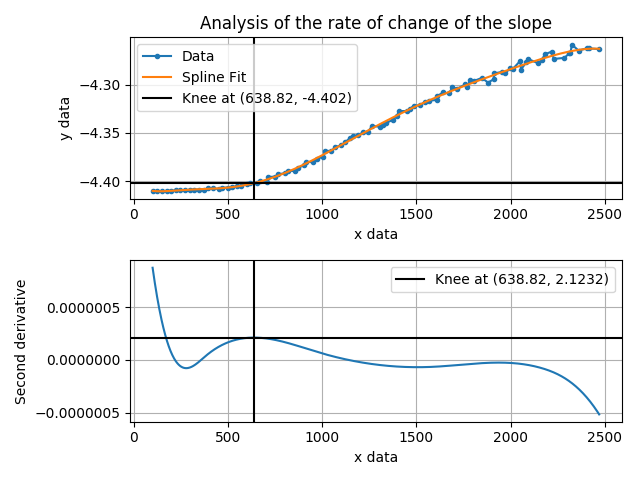 Analysis of the rate of change of the slope
Data
Spline Fit
Knee at (638.82, -4.402)
y data
−4.30
−4.35
−4.40
0 500 1000 1500 2000 2500
x data
Knee at (638.82, 2.1232)
Second derivative
0.0000005
0.0000000
−0.0000005
0 500 1000 1500 2000 2500
x data